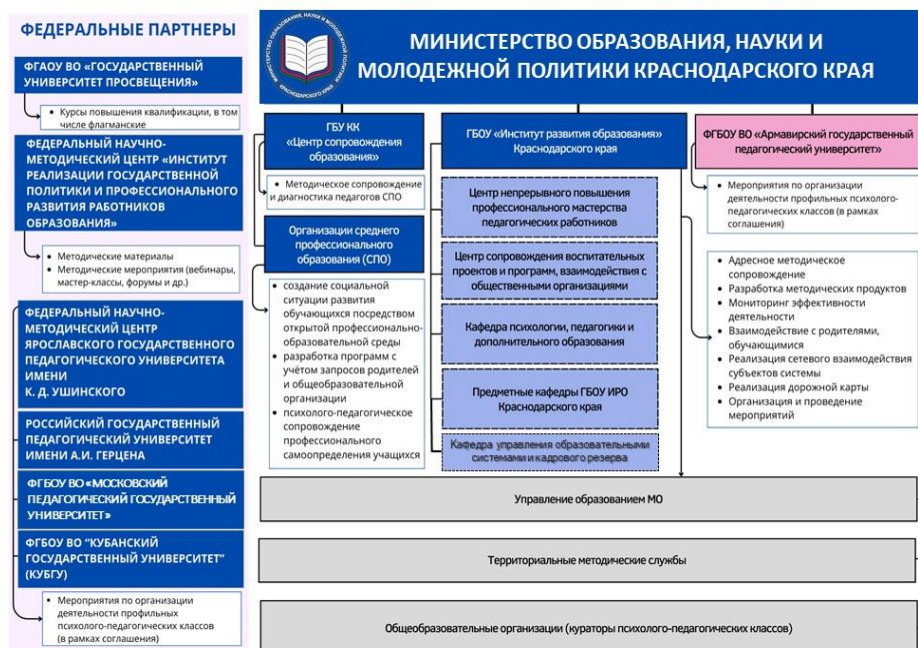 ФЕДЕРАЛЬНЫЕ ПАРТНЕРЫ
ФГАОУ ВО «ГОСУДАРСТВЕННЫЙ
УНИВЕРСИТЕТ ПРОСВЕЩЕНИЯ»
Курсы повышения квалификации, в том
числе флагманские
ФЕДЕРАЛЬНЫЙ НАУЧНО-
МЕТОДИЧЕСКИЙ ЦЕНТР «ИНСТИТУТ
РЕАЛИЗАЦИИ ГОСУДАРСТВЕННОЙ
ПОЛИТИКИ И ПРОФЕССИОНАЛЬНОГО
РАЗВИТИЯ РАБОТНИКОВ
ОБРАЗОВАНИЯ»
Методические материалы
Методические мероприятия (вебинары,
мастер-классы, форумы и др.)
ФЕДЕРАЛЬНЫЙ НАУЧНО-
МЕТОДИЧЕСКИЙ ЦЕНТР
ЯРОСЛАВСКОГО ГОСУДАРСТВЕННОГО
ПЕДАГОГИЧЕСКОГО УНИВЕРСИТЕТА
ИМЕНИ
К. Д. УШИНСКОГО
РОССИЙСКИЙ ГОСУДАРСТВЕННЫЙ
ПЕДАГОГИЧЕСКИЙ УНИВЕРСИТЕТ
ИМЕНИ А.И. ГЕРЦЕНА
ФГБОУ ВО «МОСКОВСКИЙ
ПЕДАГОГИЧЕСКИЙ ГОСУДАРСТВЕННЫЙ
УНИВЕРСИТЕТ»
ФГБОУ ВО "КУБАНСКИЙ
ГОСУДАРСТВЕННЫЙ УНИВЕРСИТЕТ"
(КУБГУ)
Мероприятия по организации
деятельности профильных
психолого-педагогических классов
(в рамках соглашения)
МИНИСТЕРСТВО ОБРАЗОВАНИЯ, НАУКИ И МОЛОДЕЖНОЙ ПОЛИТИКИ
КРАСНОДАРСКОГО КРАЯ
МИНИСТЕРСТВО ОБРАЗОВАНИЯ, НАУКИ И
МОЛОДЕЖНОЙ ПОЛИТИКИ КРАСНОДАРСКОГО КРАЯ
ГБУ КК
«Центр сопровождения
образования»
Методическое сопровождение
и диагностика педагогов СПО
Организации среднего
профессионального
образования (СПО)
создание социальной
ситуации развития
обучающихся посредством
открытой профессионально-
образовательной среды
разработка программ с
учётом запросов родителей
и общеобразовательной
организации
психолого-педагогическое
сопровождение
профессионального
самоопределения учащихся
ГБОУ «Институт развития образования»
Краснодарского края
Центр непрерывного повышения
профессионального мастерства
педагогических работников
Центр сопровождения воспитательных
проектов и программ, взаимодействия с
общественными организациями
Кафедра психологии, педагогики и
дополнительного образования
Предметные кафедры ГБОУ ИРО
Краснодарского края
Кафедра управления образовательными
системами и кадрового резерва
ФГБОУ ВО «Армавирский государственный
педагогический университет»
Мероприятия по организации
деятельности профильных психолого-
педагогических классов (в рамках
соглашения)
Адресное методическое
сопровождение
Разработка методических продуктов
Мониторинг эффективности
деятельности
Взаимодействие с родителями,
обучающимися
Реализация сетевого взаимодействия
субъектов системы
Реализация дорожной карты
Организация и проведение
мероприятий
Управление образованием МО
Территориальные методические службы
Общеобразовательные организации (кураторы психолого-педагогических классов)